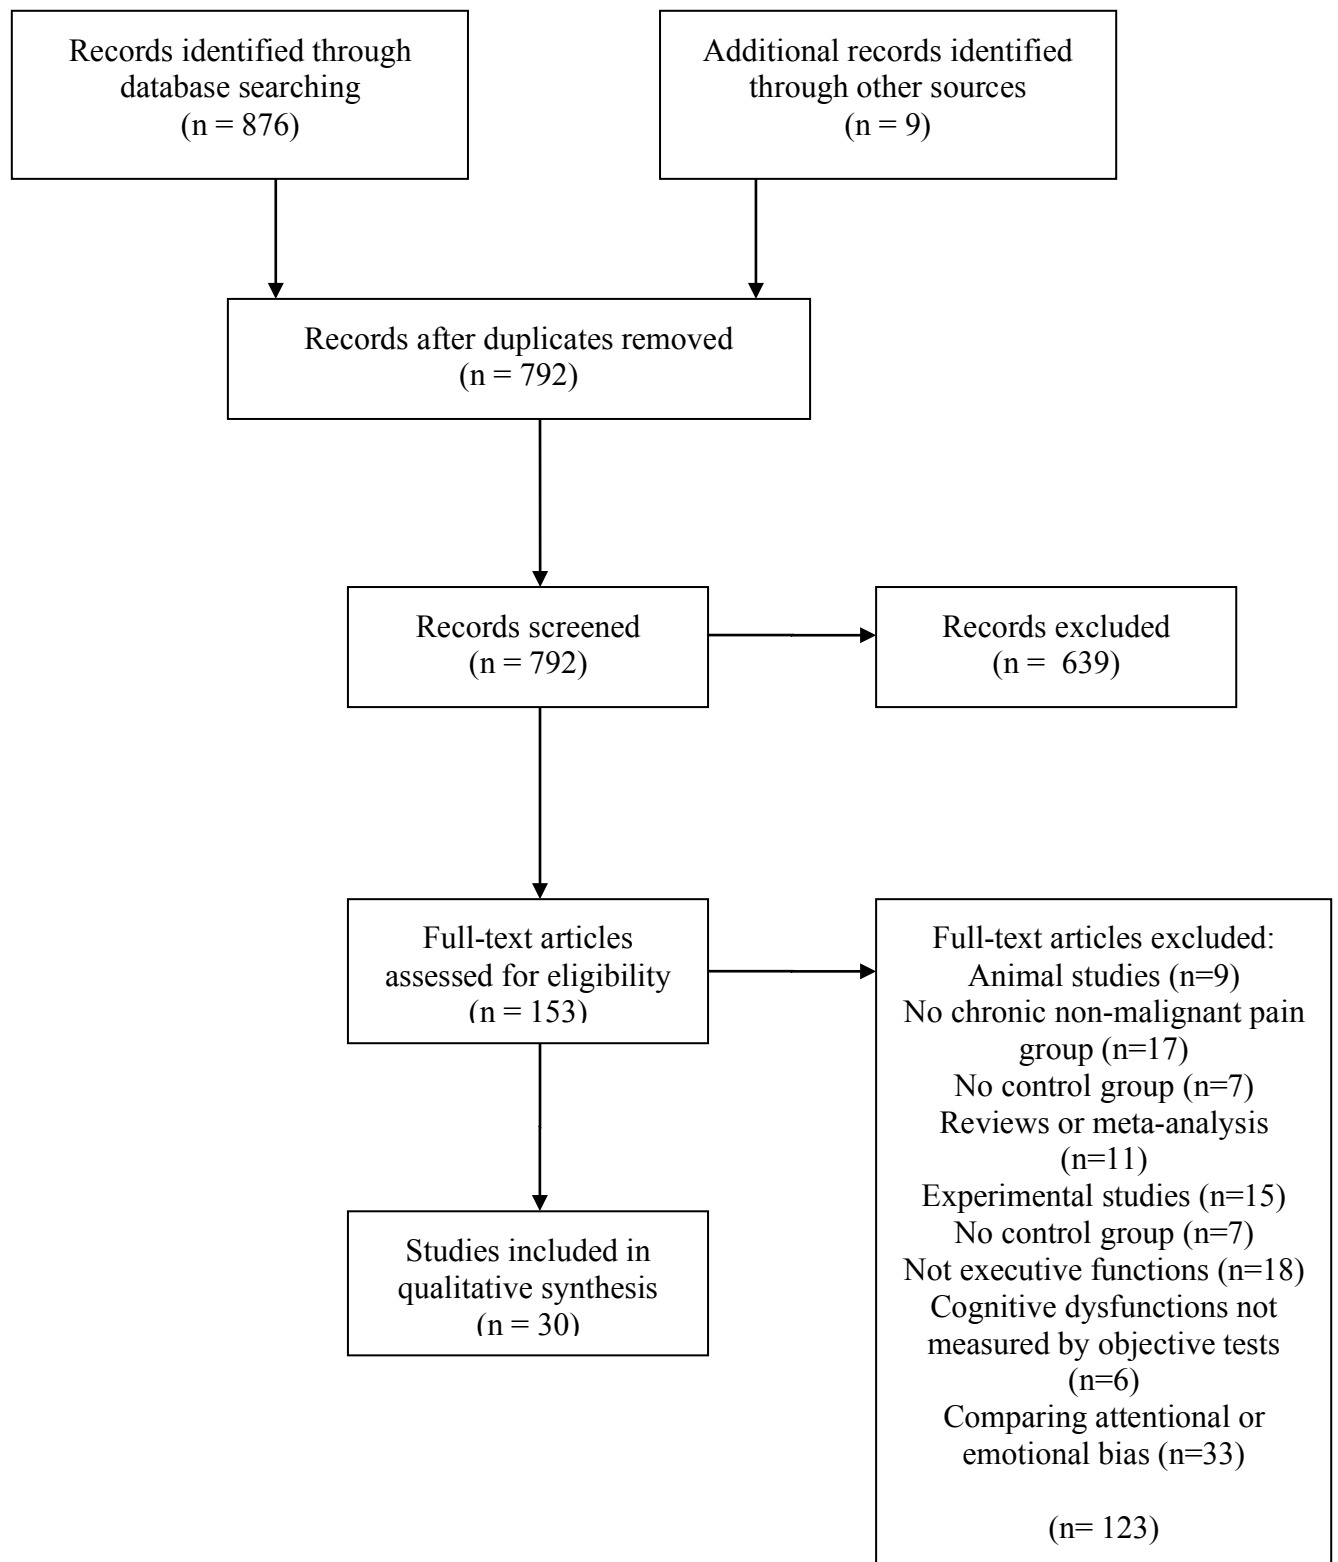 Records identified through
database searching
(n = 876)
Additional records identified
through other sources
(n = 9)
Records after duplicates removed
(n = 792)
Records screened
(n = 792)
Records excluded
(n =  639)
Full-text articles
assessed for eligibility
(n = 153)
Full-text articles excluded:
Animal studies (n=9)
No chronic non-malignant pain
group (n=17)
No control group (n=7)
Reviews or meta-analysis
(n=11)
Experimental studies (n=15)
No control group (n=7)
Not executive functions (n=18)
Cognitive dysfunctions not
measured by objective tests
(n=6)
Comparing attentional or
emotional bias (n=33)
(n= 123)
Studies included in
qualitative synthesis
(n = 30)